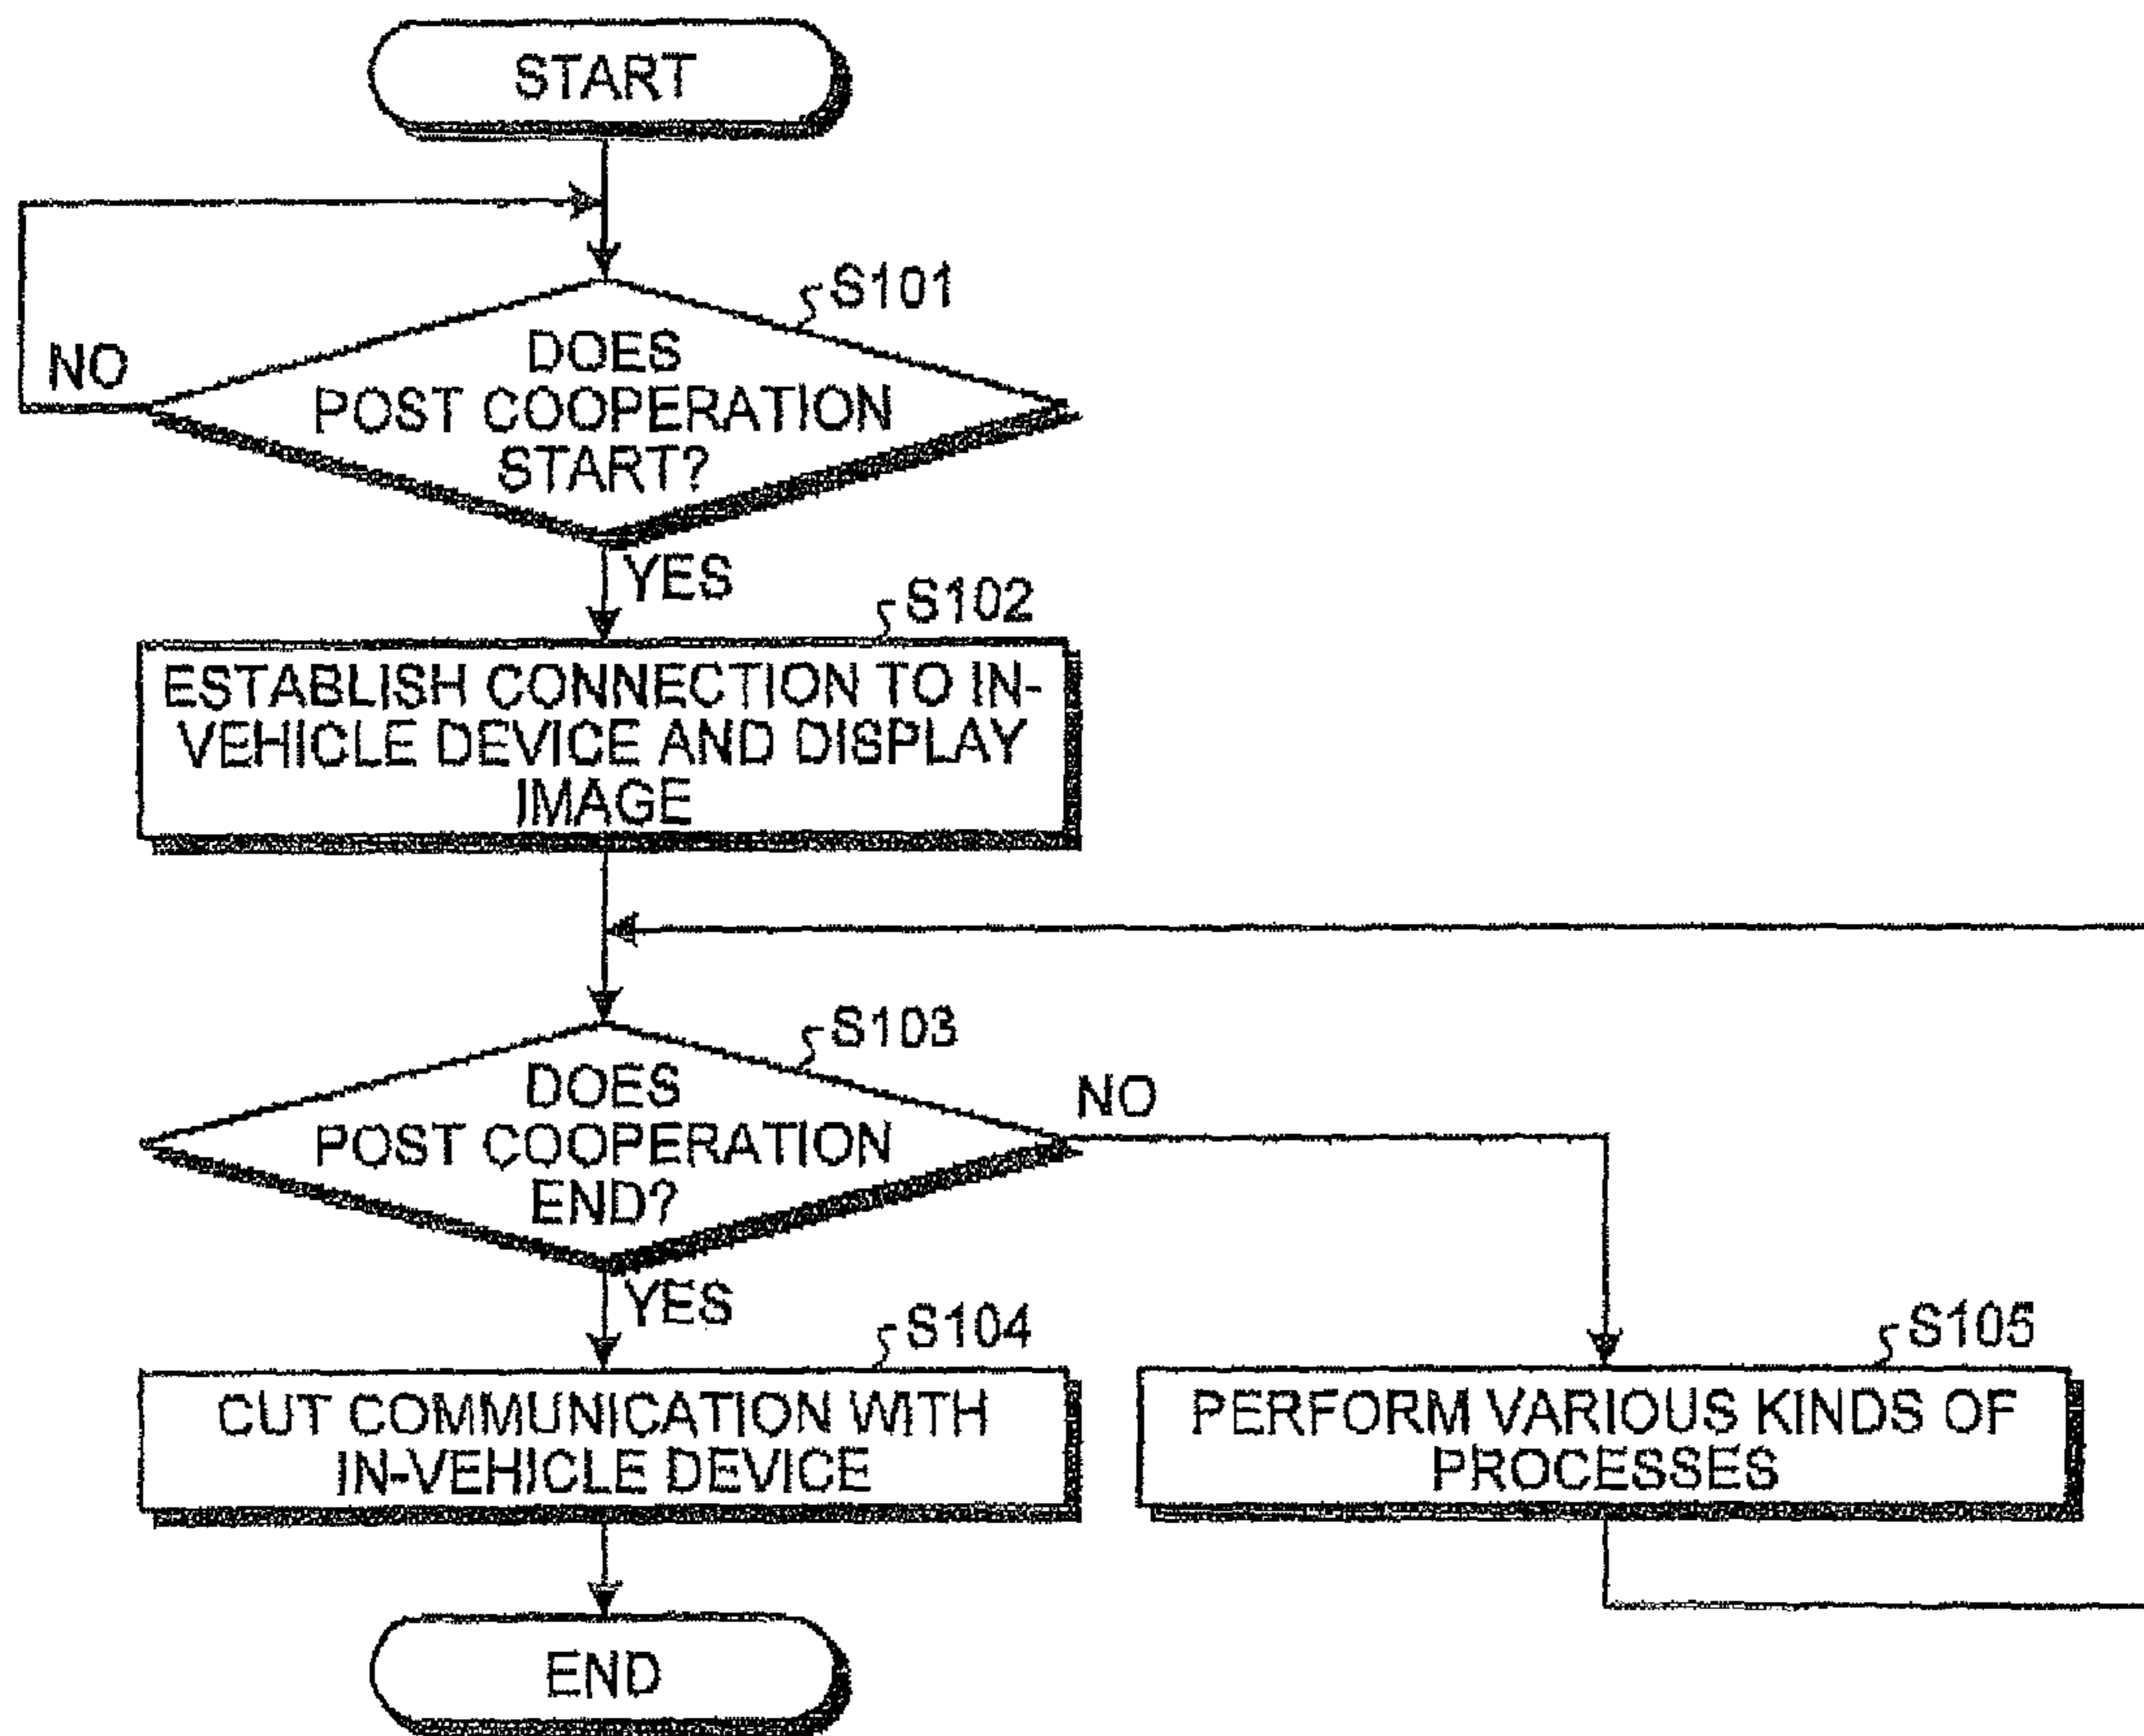 START
S101
DOES
POST COOPERATION
START?
NO
YES
S102
ESTABLISH CONNECTION TO IN-
VEHICLE DEVICE AND DISPLAY
IMAGE
S103
DOES
POST COOPERATION
END?
NO
YES
S104
CUT COMMUNICATION WITH
IN-VEHICLE DEVICE
S105
PERFORM VARIOUS KINDS OF
PROCESSES
END